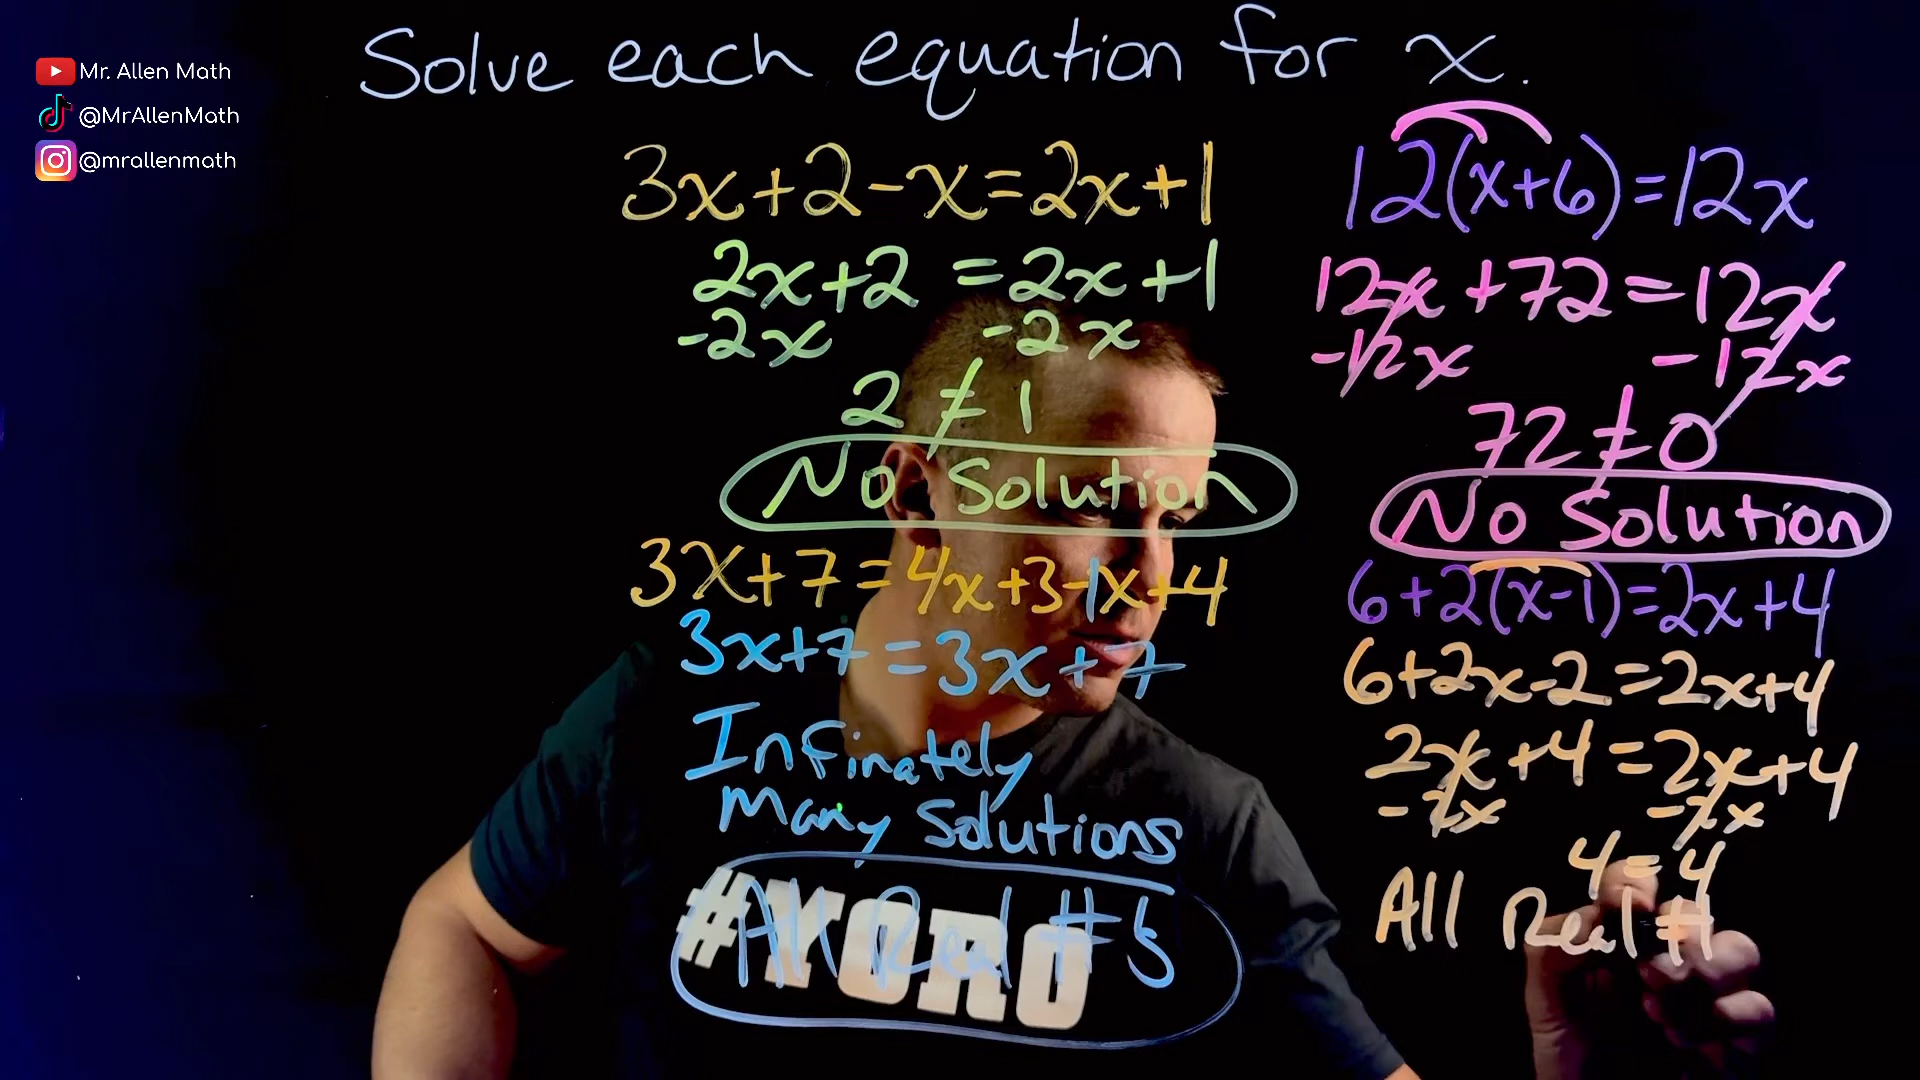 Mr. Allen Math
@MrAllenMath
@mrallenmath
Solve each equation for x.
3x+2-x=2x+1
2x+2 = 2x+1
-2x -2x
2 ≠ 1
No Solution
3x+7=4x+3-1x+4
3x+7=3x+7
Infinately
Many Solutions
All Real #s
#YORO
12(x+6)=12x
12x+72=12x
-12x -12x
72≠0
No Solution
6+2(x-1)=2x+4
6+2x-2=2x+4
2x+4=2x+4
-2x -2x
4=4
All Real #